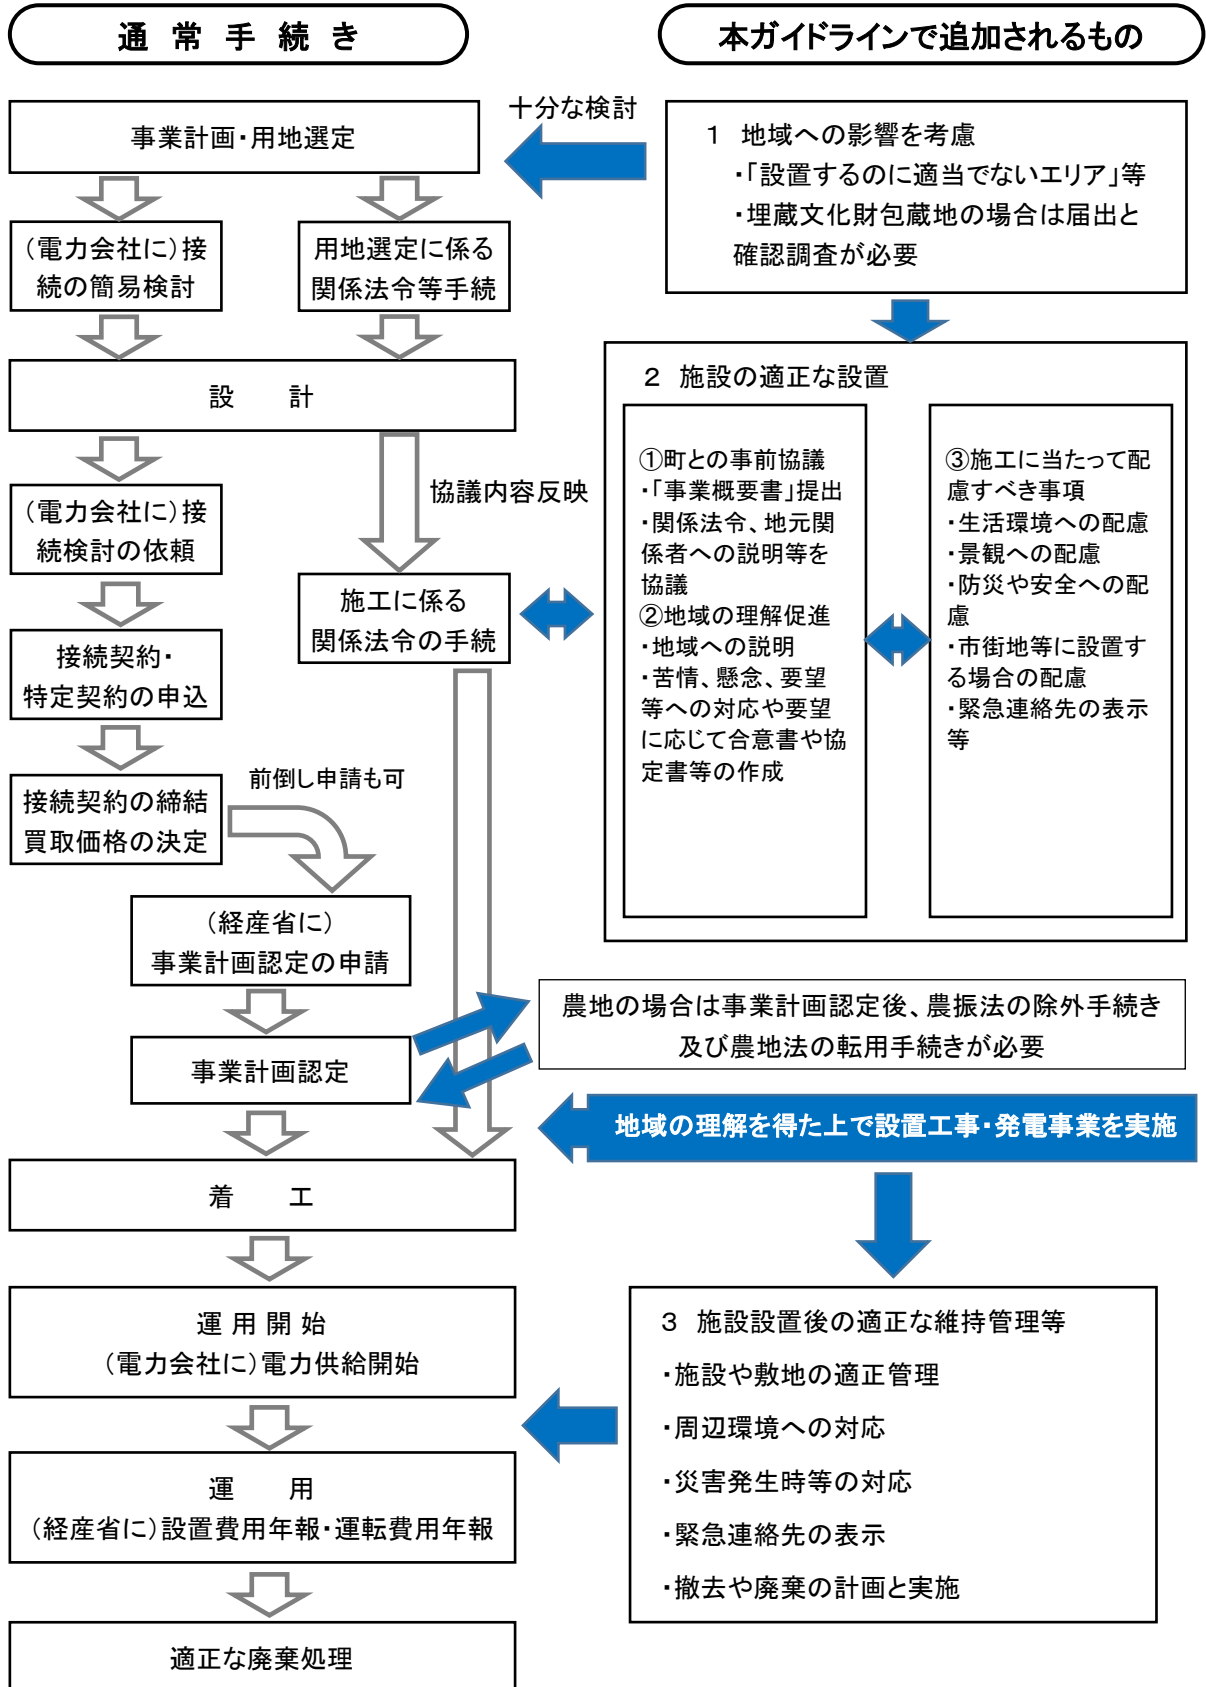 通 常 手 続 き
本ガイドラインで追加されるもの
十分な検討
事業計画・用地選定
1 地域への影響を考慮
・「設置するのに適当でないエリア」等
・埋蔵文化財包蔵地の場合は届出と
確認調査が必要
(電力会社に)接
続の簡易検討
用地選定に係る
関係法令等手続
設 計
2 施設の適正な設置
①町との事前協議
・「事業概要書」提出
・関係法令、地元関
係者への説明等を
協議
②地域の理解促進
・地域への説明
・苦情、懸念、要望
等への対応や要望
に応じて合意書や協
定書等の作成
③施工に当たって配
慮すべき事項
・生活環境への配慮
・景観への配慮
・防災や安全への配
慮
・市街地等に設置す
る場合の配慮
・緊急連絡先の表示
等
協議内容反映
(電力会社に)接
続検討の依頼
施工に係る
関係法令の手続
接続契約・
特定契約の申込
前倒し申請も可
接続契約の締結
買取価格の決定
(経産省に)
事業計画認定の申請
農地の場合は事業計画認定後、農振法の除外手続き
及び農地法の転用手続きが必要
事業計画認定
地域の理解を得た上で設置工事・発電事業を実施
着 工
運 用 開 始
(電力会社に)電力供給開始
3 施設設置後の適正な維持管理等
・施設や敷地の適正管理
・周辺環境への対応
・災害発生時等の対応
・緊急連絡先の表示
・撤去や廃棄の計画と実施
運 用
(経産省に)設置費用年報・運転費用年報
適正な廃棄処理